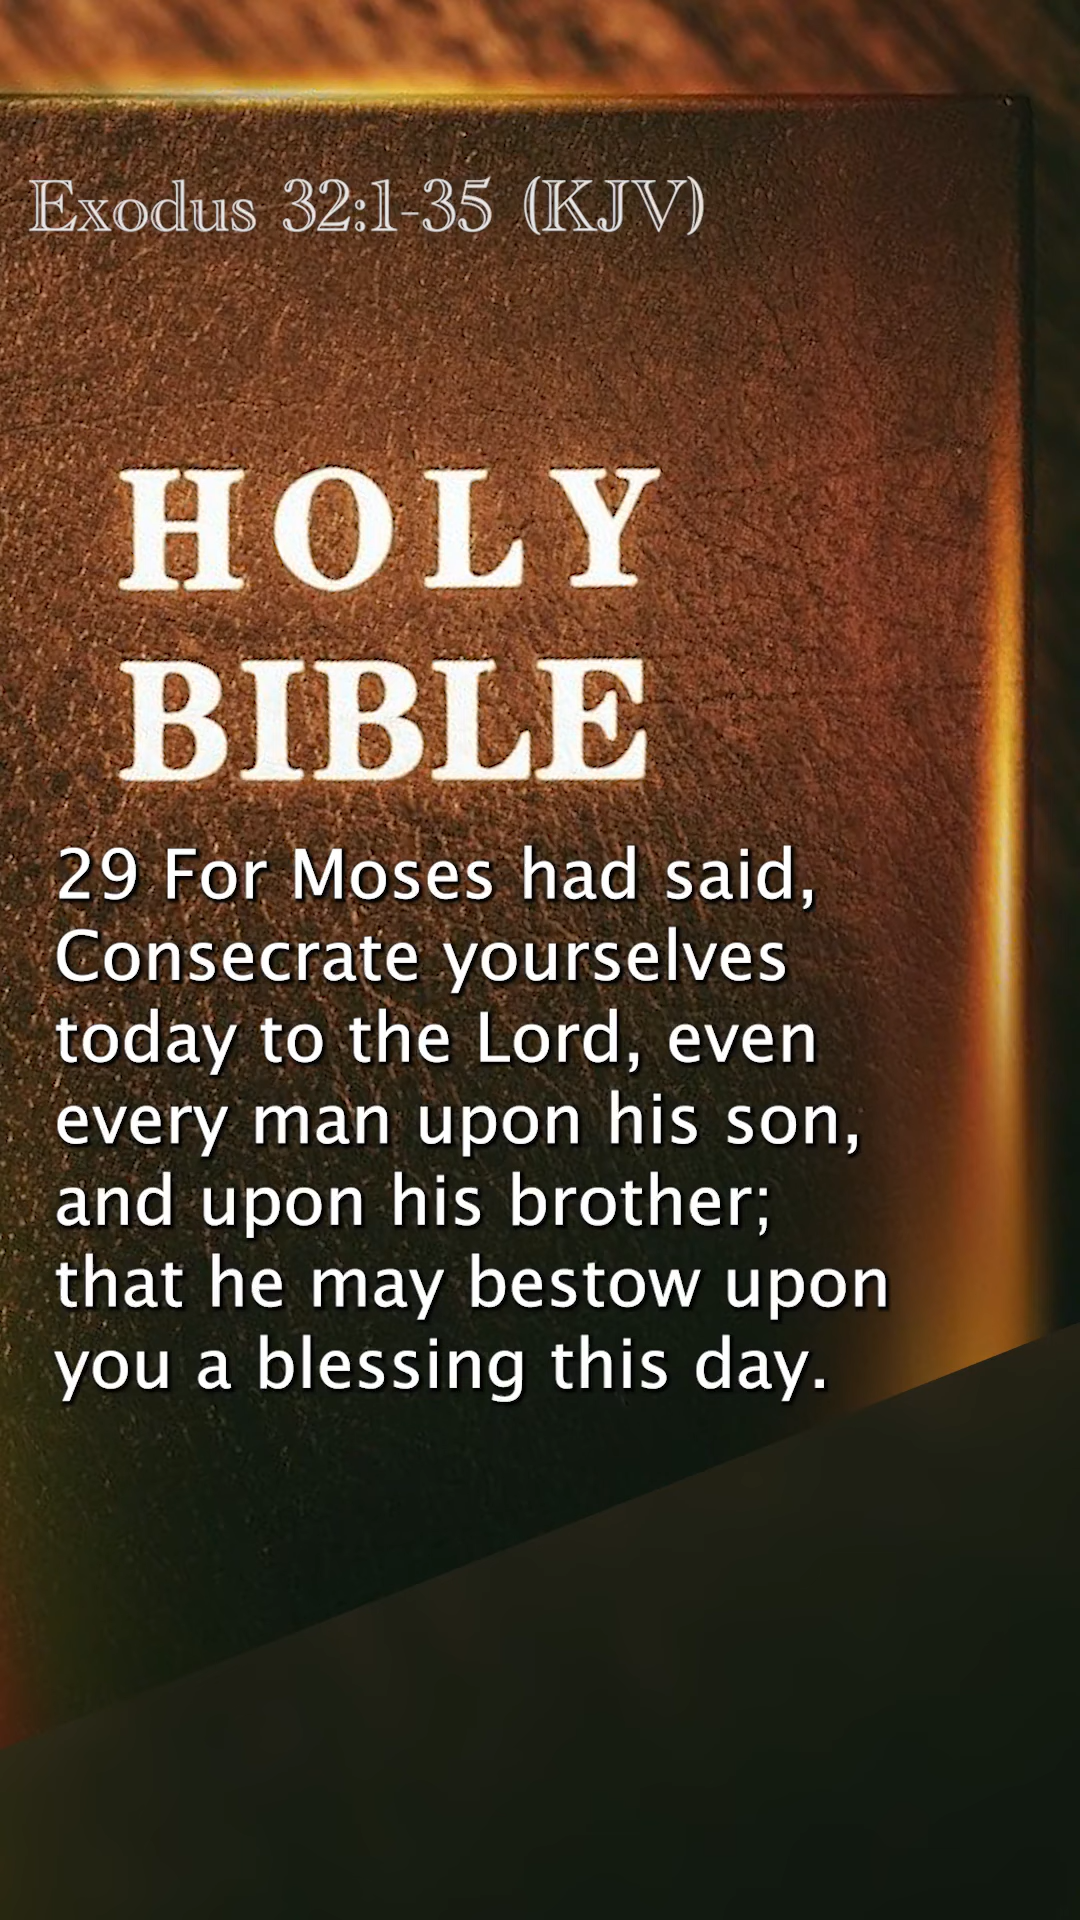 Exodus 32:1-35 (KJV)
HOLY
BIBLE
29 For Moses had said,
Consecrate yourselves
today to the Lord, even
every man upon his son,
and upon his brother;
that he may bestow upon
you a blessing this day.